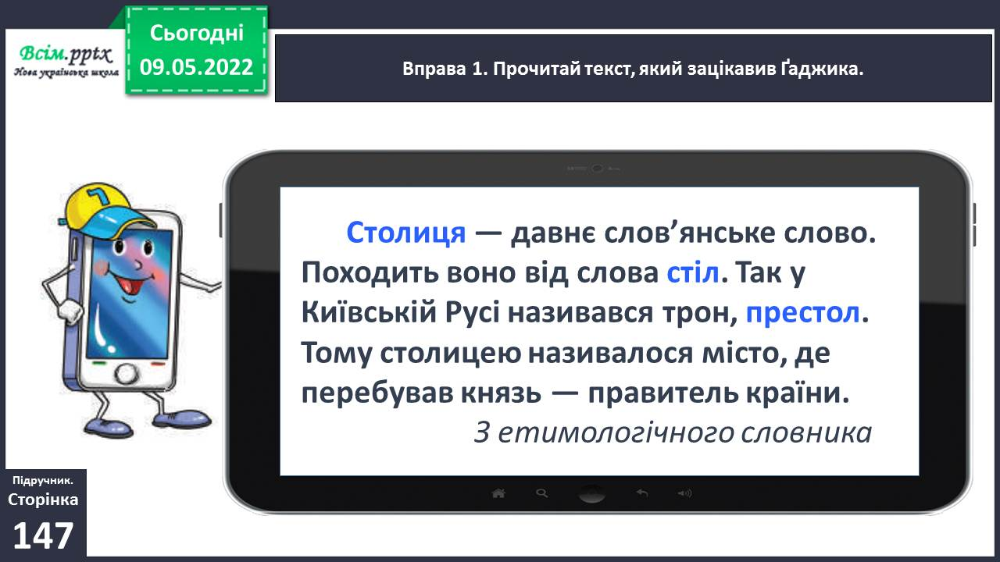 Всім.pptx
Нова українська школа
Сьогодні
09.05.2022
Вправа 1. Прочитай текст, який зацікавив Ґаджика.
Столиця — давнє слов’янське слово.
Походить воно від слова стіл. Так у
Київській Русі називався трон, престол.
Тому столицею називалося місто, де
перебував князь — правитель країни.
З етимологічного словника
Підручник.
Сторінка
147